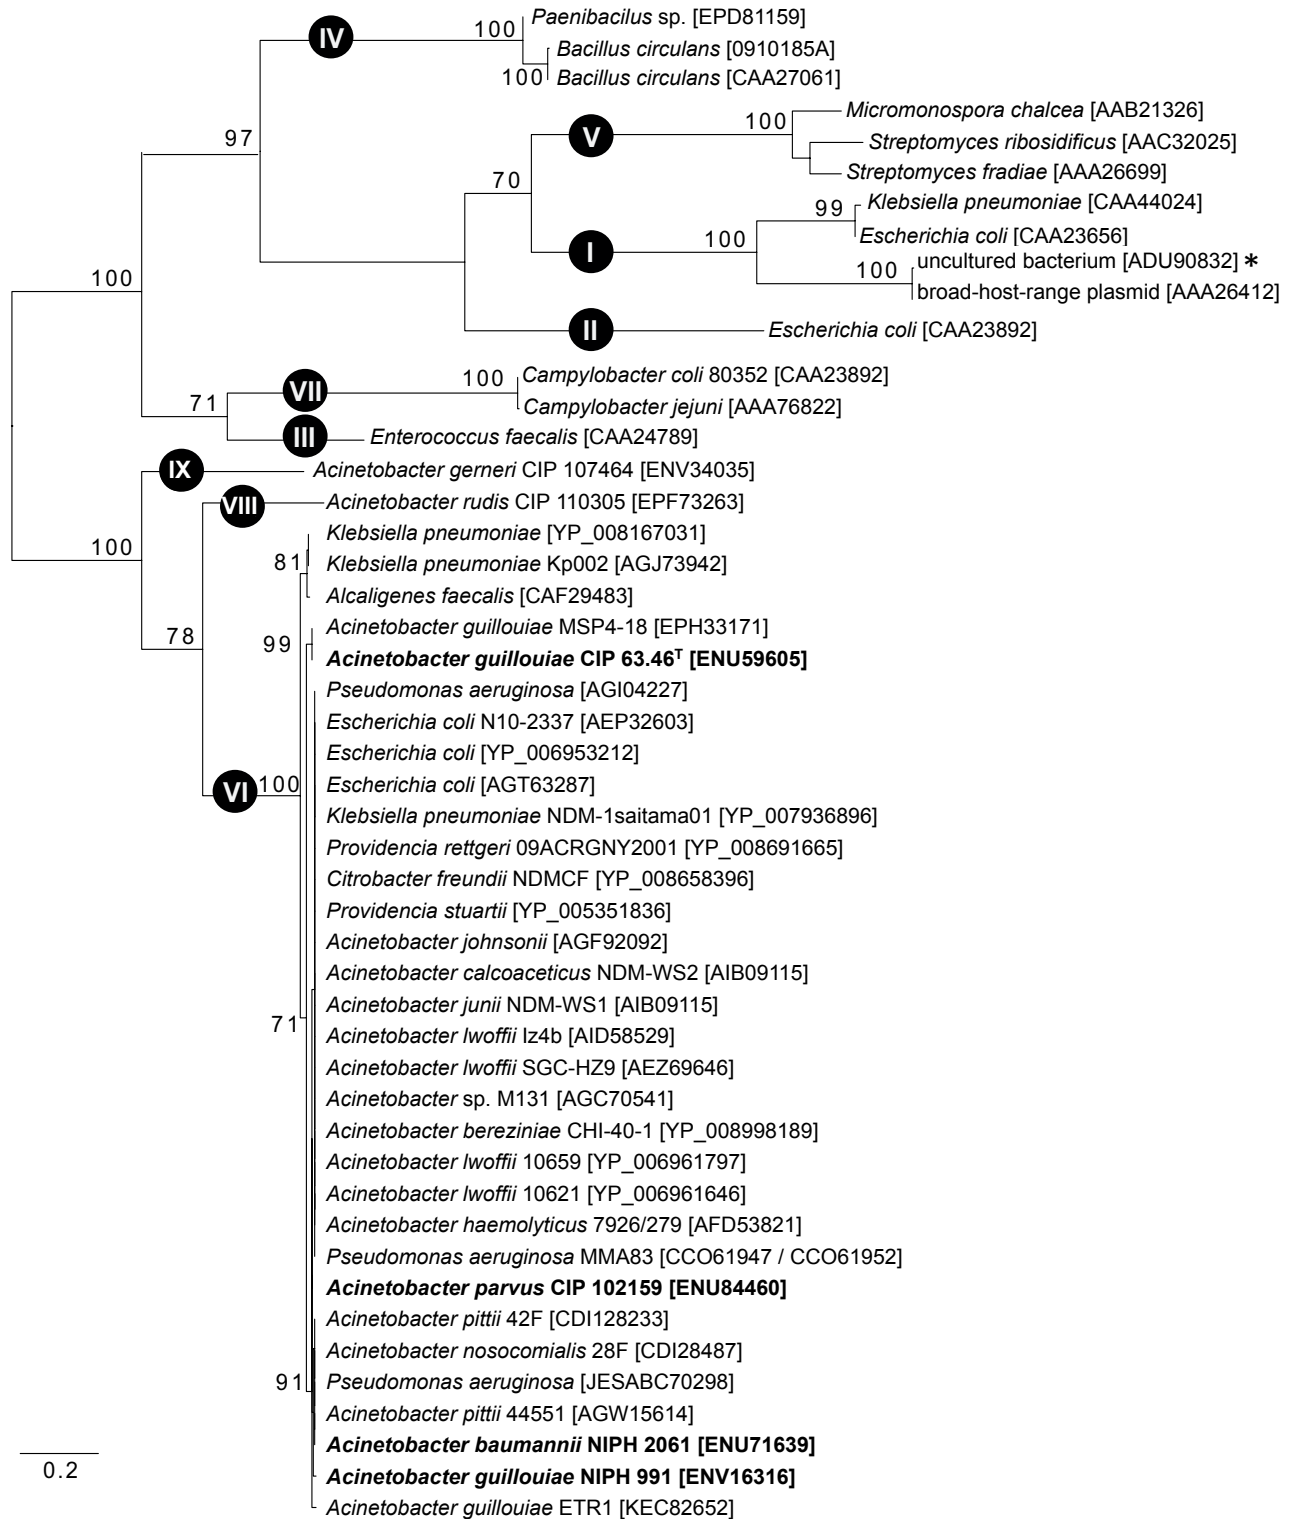 IV
100
Paenibacilus sp. [EPD81159]
Bacillus circulans [0910185A]
100
Bacillus circulans [CAA27061]
97
V
100
Micromonospora chalcea [AAB21326]
Streptomyces ribosidificus [AAC32025]
Streptomyces fradiae [AAA26699]
70
I
100
99
Klebsiella pneumoniae [CAA44024]
Escherichia coli [CAA23656]
100
uncultured bacterium [ADU90832] *
broad-host-range plasmid [AAA26412]
100
II
Escherichia coli [CAA23892]
VII
100
Campylobacter coli 80352 [CAA23892]
Campylobacter jejuni [AAA76822]
71
III
Enterococcus faecalis [CAA24789]
IX
Acinetobacter gerneri CIP 107464 [ENV34035]
VIII
Acinetobacter rudis CIP 110305 [EPF73263]
100
Klebsiella pneumoniae [YP_008167031]
81
Klebsiella pneumoniae Kp002 [AGJ73942]
Alcaligenes faecalis [CAF29483]
78
99
Acinetobacter guillouiae MSP4-18 [EPH33171]
Acinetobacter guillouiae CIP 63.46ᵀ [ENU59605]
Pseudomonas aeruginosa [AGI04227]
Escherichia coli N10-2337 [AEP32603]
Escherichia coli [YP_006953212]
VI
100
Escherichia coli [AGT63287]
Klebsiella pneumoniae NDM-1saitama01 [YP_007936896]
Providencia rettgeri 09ACRGNY2001 [YP_008691665]
Citrobacter freundii NDMCF [YP_008658396]
Providencia stuartii [YP_005351836]
Acinetobacter johnsonii [AGF92092]
Acinetobacter calcoaceticus NDM-WS2 [AIB09115]
Acinetobacter junii NDM-WS1 [AIB09115]
71
Acinetobacter lwoffii Iz4b [AID58529]
Acinetobacter lwoffii SGC-HZ9 [AEZ69646]
Acinetobacter sp. M131 [AGC70541]
Acinetobacter bereziniae CHI-40-1 [YP_008998189]
Acinetobacter lwoffii 10659 [YP_006961797]
Acinetobacter lwoffii 10621 [YP_006961646]
Acinetobacter haemolyticus 7926/279 [AFD53821]
Pseudomonas aeruginosa MMA83 [CCO61947 / CCO61952]
Acinetobacter parvus CIP 102159 [ENU84460]
Acinetobacter pittii 42F [CDI128233]
Acinetobacter nosocomialis 28F [CDI28487]
91
Pseudomonas aeruginosa [JESABC70298]
Acinetobacter pittii 44551 [AGW15614]
Acinetobacter baumannii NIPH 2061 [ENU71639]
Acinetobacter guillouiae NIPH 991 [ENV16316]
Acinetobacter guillouiae ETR1 [KEC82652]
0.2